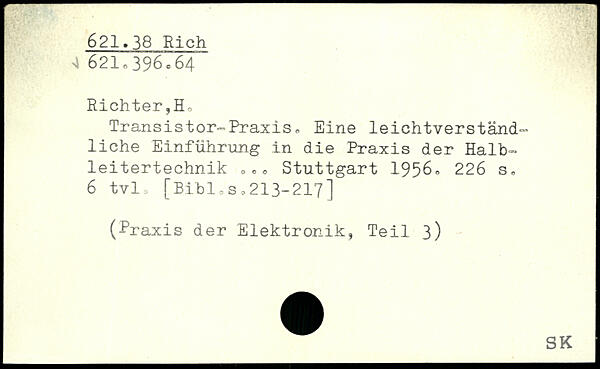 621.38 Rich
621.396.64
Richter,H.
Transistor-Praxis. Eine leichtverständ-
liche Einführung in die Praxis der Halb-
leitertechnik ... Stuttgart 1956. 226 s.
6 tvl. [Bibl.s.213-217]
(Praxis der Elektronik, Teil 3)
SK